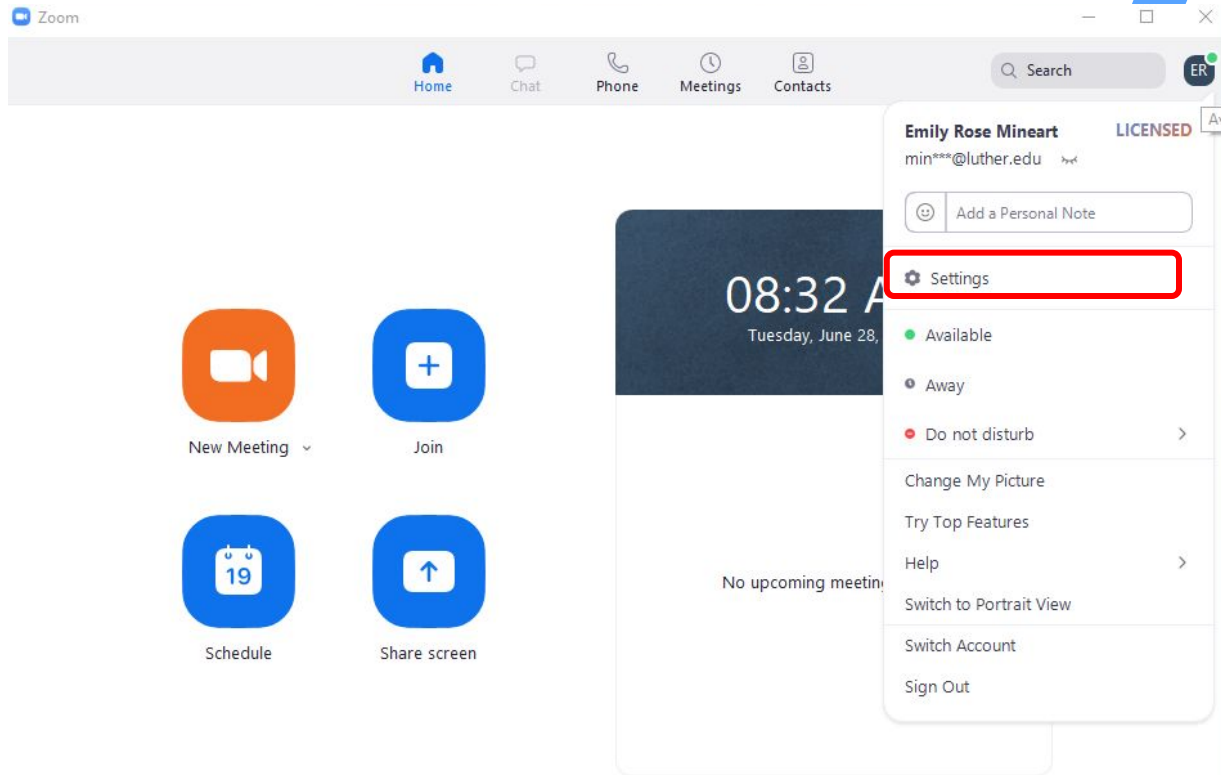 Zoom
Home
Chat
Phone
Meetings
Contacts
Search
ER
Emily Rose Mineart
LICENSED
min***@luther.edu
Add a Personal Note
Settings
08:32 A
Tuesday, June 28,
Available
Away
Do not disturb
New Meeting
Join
Change My Picture
Try Top Features
Help
19
No upcoming meeting
Switch to Portrait View
Schedule
Share screen
Switch Account
Sign Out